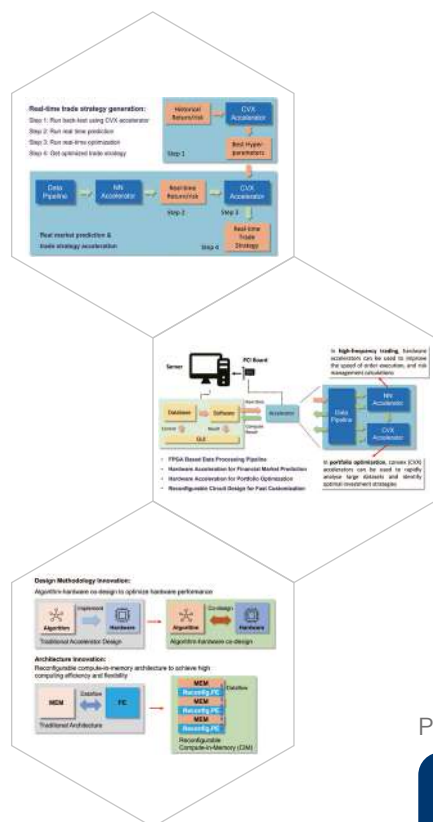 Real-time trade strategy generation:
Step 1: Run back-test using CVX accelerator
Step 2: Run real time prediction
Step 3: Run real-time optimization
Step 4: Get optimized trade strategy
Historical
Return/risk
CVX
Accelerator
Best Hyper-
parameters
Step 1
Data
Pipeline
NN
Accelerator
Real-time
Return/risk
CVX
Accelerator
Step 2
Step 3
Real market prediction &
trade strategy acceleration
Step 4
Real-time
Trade
Strategy
Server
PCI Board
In high-frequency trading, hardware
accelerators can be used to improve
the speed of order execution, and risk
management calculations
Database
Software
Control
Result
GUI
Compute
Result
Accelerator
Data
Pipeline
NN
Accelerator
CVX
Accelerator
• FPGA Based Data Processing Pipeline
• Hardware Acceleration for Financial Market Prediction
• Hardware Acceleration for Portfolio Optimization
• Reconfigurable Circuit Design for Fast Customization
In portfolio optimization, convex (CVX)
accelerators can be used to rapidly
analyse large datasets and identify
optimal investment strategies
Design Methodology Innovation:
Algorithm-hardware co-design to optimize hardware performance
Implement
Algorithm
Hardware
Traditional Accelerator Design
Co-design
Algorithm
Hardware
Algorithm-hardware co-design
Architecture Innovation:
Reconfigurable compute-in-memory architecture to achieve high
computing efficiency and flexibility
MEM
Dataflow
PE
Traditional Architecture
MEM
Reconfig.PE
MEM
Reconfig.PE
MEM
Reconfig.PE
Dataflow
Reconfigurable
Compute-in-Memory (CIM)
P